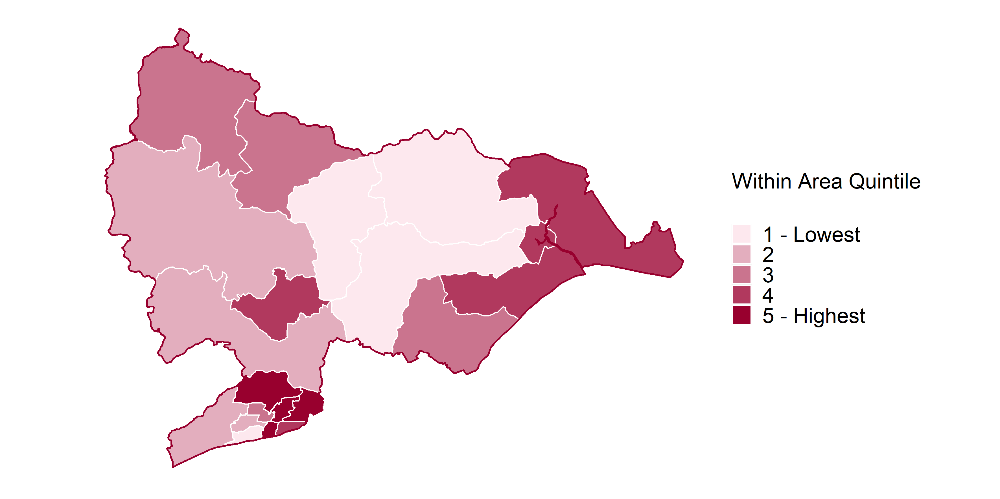 Within Area Quintile
1 - Lowest
2
3
4
5 - Highest